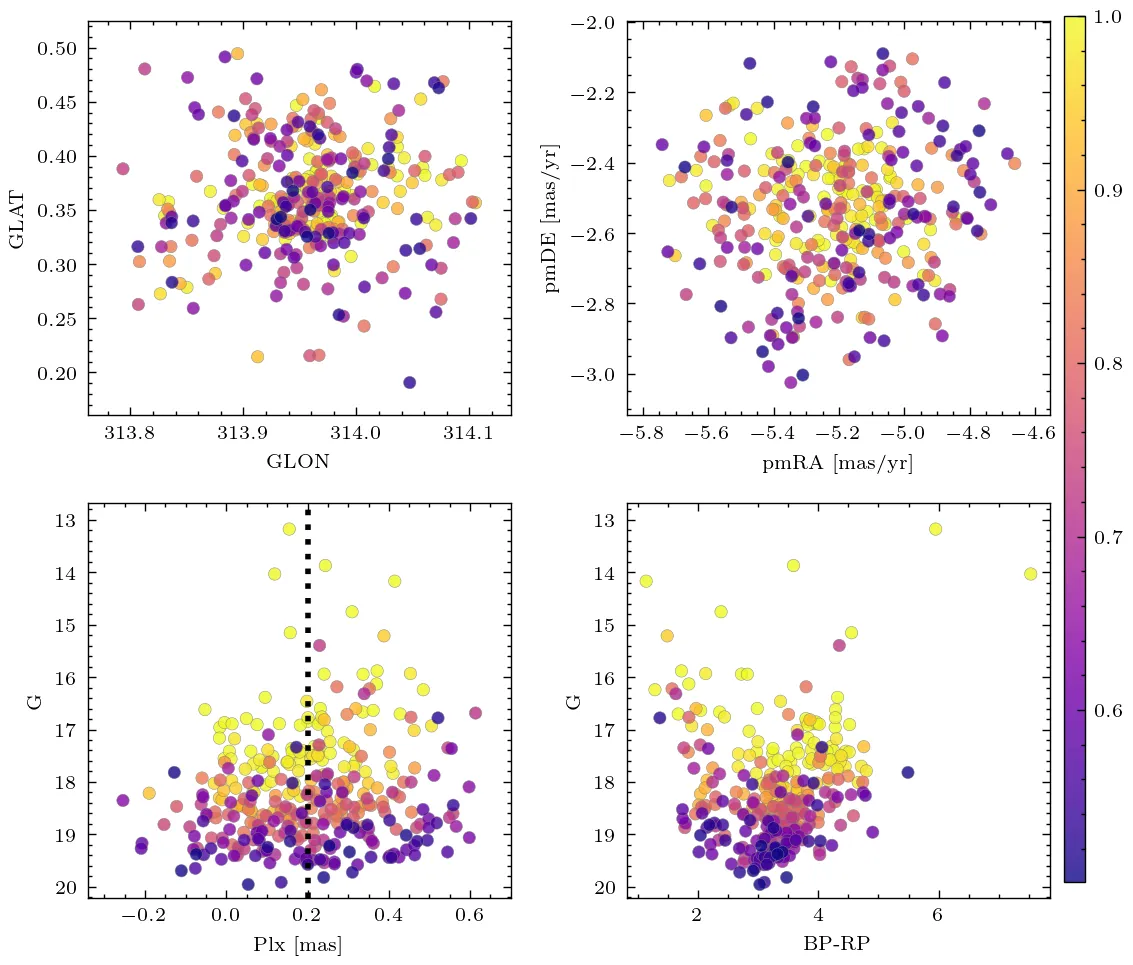 0.50
0.45
0.40
0.35
0.30
0.25
0.20
GLAT
313.8 313.9 314.0 314.1
GLON
−2.0
−2.2
−2.4
−2.6
−2.8
−3.0
pmDE [mas/yr]
−5.8 −5.6 −5.4 −5.2 −5.0 −4.8 −4.6
pmRA [mas/yr]
1.0
0.9
0.8
0.7
0.6
13
14
15
16
17
18
19
20
G
−0.2 0.0 0.2 0.4 0.6
Plx [mas]
13
14
15
16
17
18
19
20
G
2 4 6
BP-RP